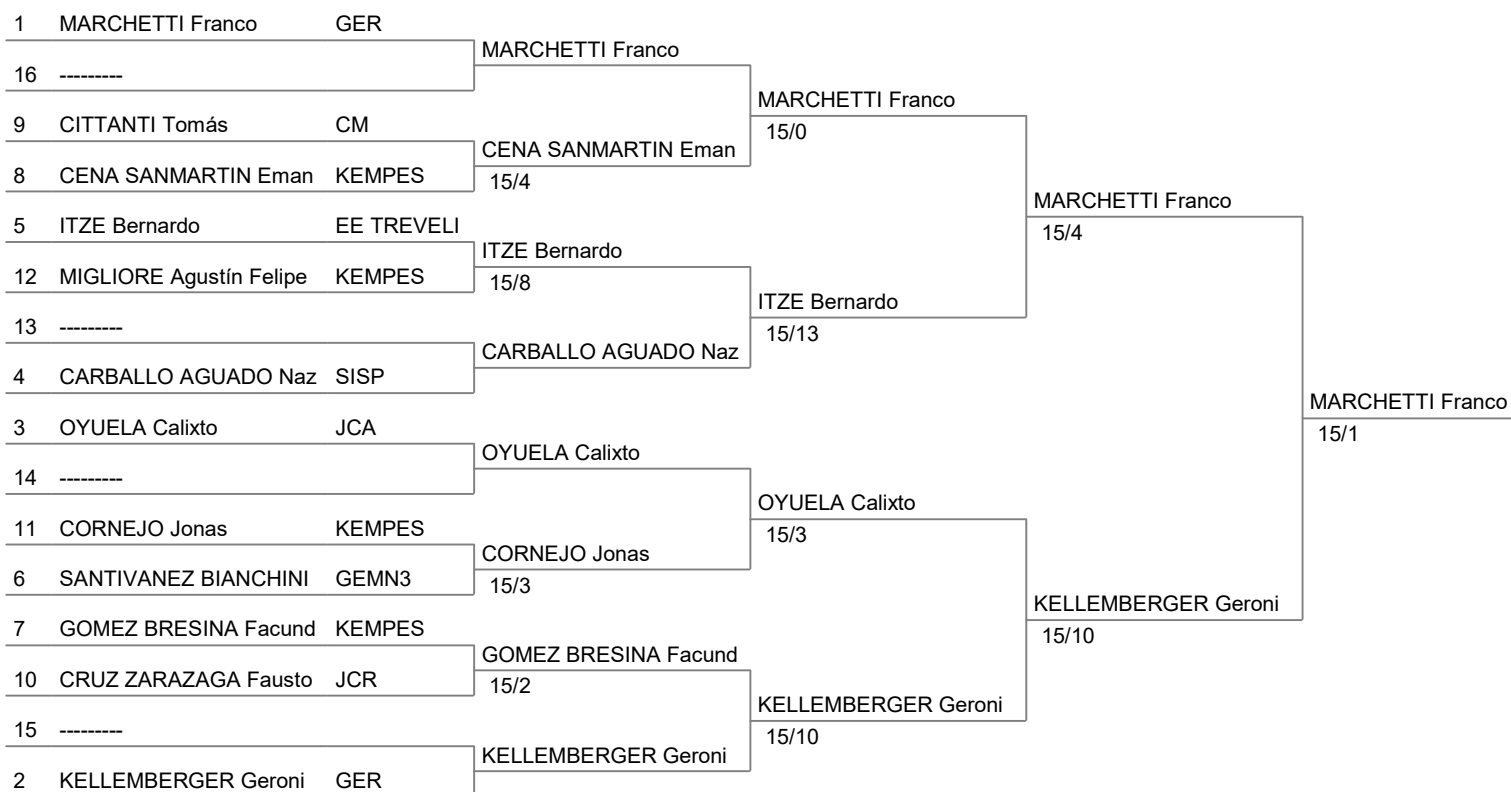 1 MARCHETTI Franco GER
16 ---------
9 CITTANTI Tomás CM
8 CENA SANMARTIN Eman KEMPES
5 ITZE Bernardo EE TREVELI
12 MIGLIORE Agustín Felipe KEMPES
13 ---------
4 CARBALLO AGUADO Naz SISP
3 OYUELA Calixto JCA
14 ---------
11 CORNEJO Jonas KEMPES
6 SANTIVANEZ BIANCHINI GEMN3
7 GOMEZ BRESINA Facund KEMPES
10 CRUZ ZARAZAGA Fausto JCR
15 ---------
2 KELLEMBERGER Geroni GER
MARCHETTI Franco
CENA SANMARTIN Eman
15/4
ITZE Bernardo
15/8
CARBALLO AGUADO Naz
OYUELA Calixto
CORNEJO Jonas
15/3
GOMEZ BRESINA Facund
15/2
KELLEMBERGER Geroni
MARCHETTI Franco
15/0
ITZE Bernardo
15/13
OYUELA Calixto
15/3
KELLEMBERGER Geroni
15/10
MARCHETTI Franco
15/4
KELLEMBERGER Geroni
15/10
MARCHETTI Franco
15/1